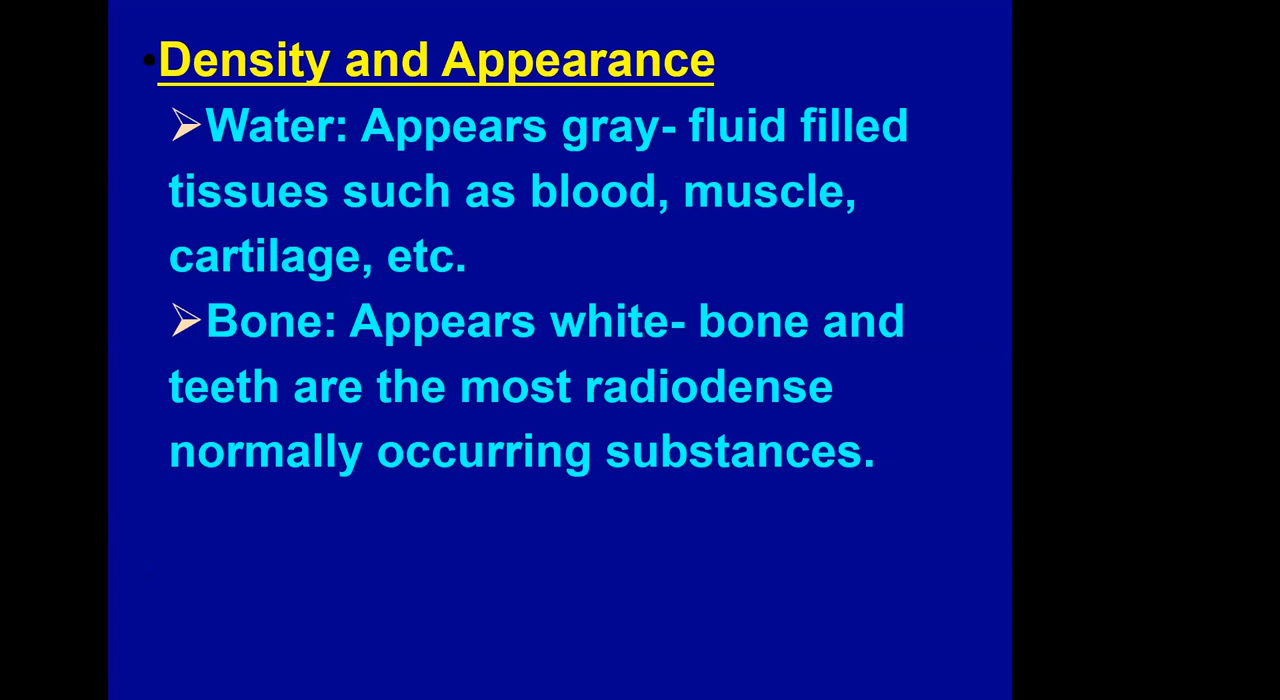 •Density and Appearance
➢Water: Appears gray- fluid filled
tissues such as blood, muscle,
cartilage, etc.
➢Bone: Appears white- bone and
teeth are the most radiodense
normally occurring substances.